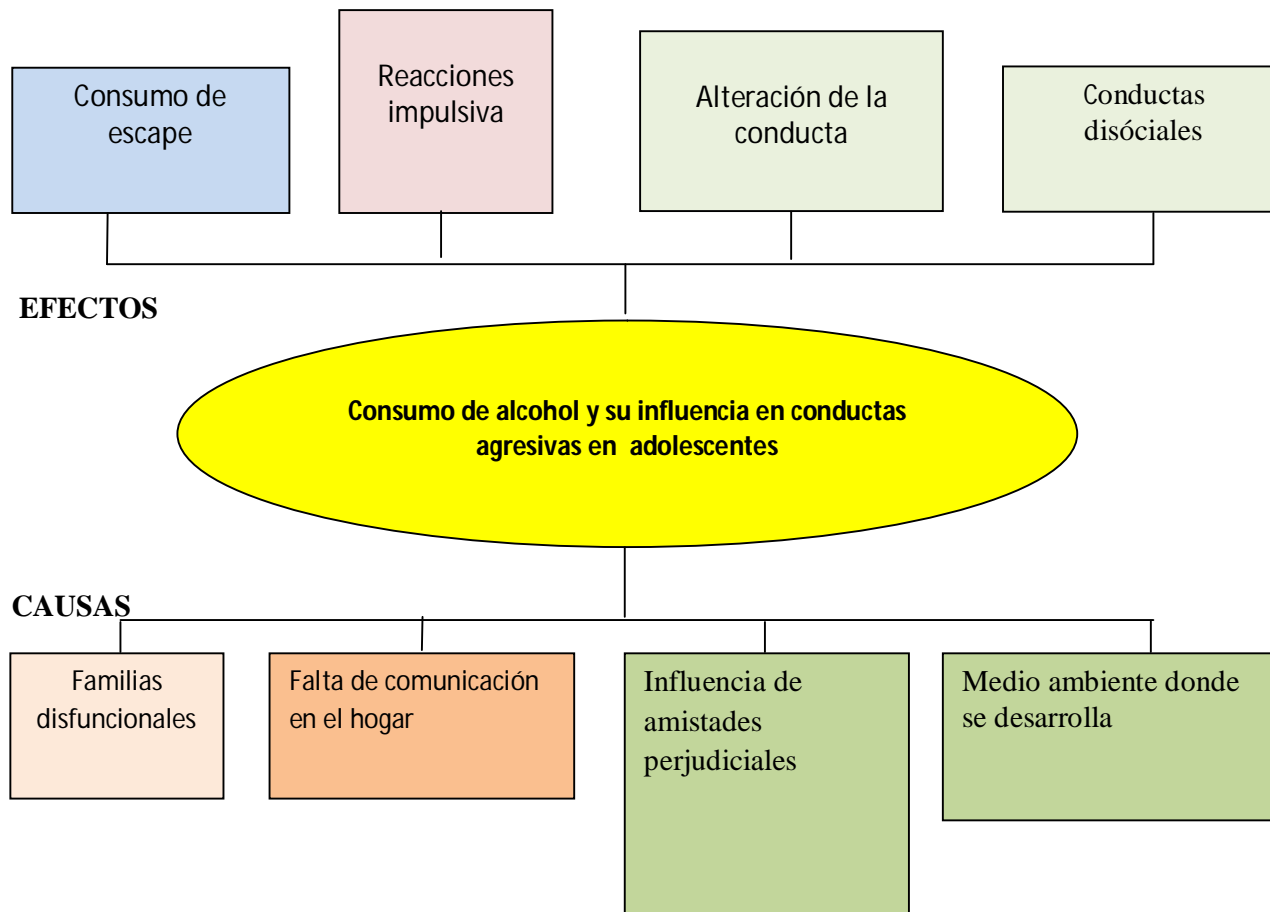 Consumo de
escape
Reacciones
impulsiva
Alteración de la
conducta
Conductas
disóciales
EFECTOS
Consumo de alcohol y su influencia en conductas
agresivas en adolescentes
CAUSAS
Familias
disfuncionales
Falta de comunicación
en el hogar
Influencia de
amistades
perjudiciales
Medio ambiente donde
se desarrolla